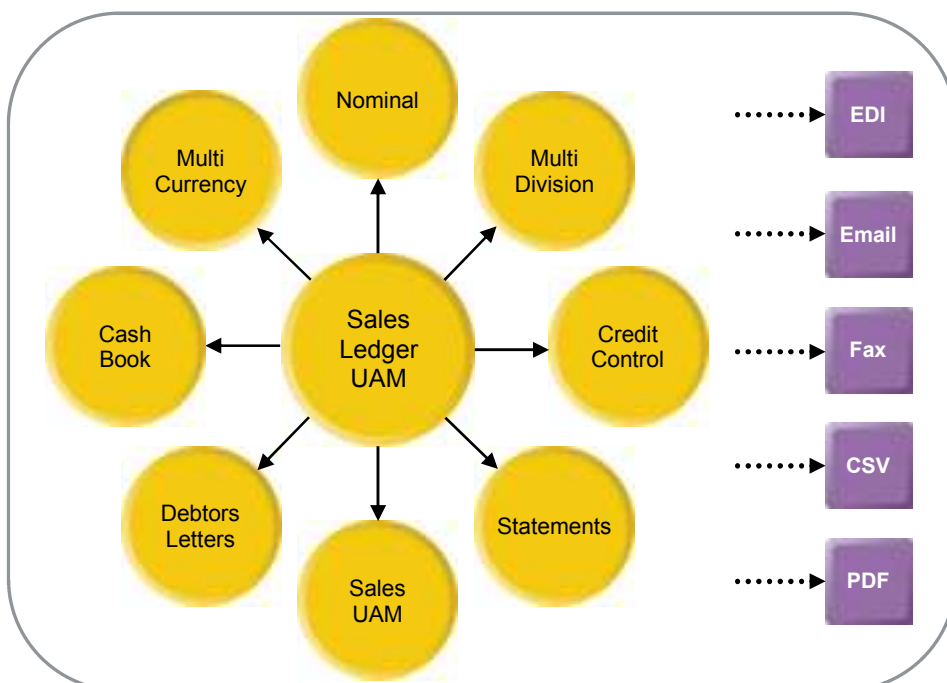 Nominal
Multi
Currency
Multi
Division
Cash
Book
Sales
Ledger
UAM
Credit
Control
Debtors
Letters
Statements
Sales
UAM
EDI
Email
Fax
CSV
PDF